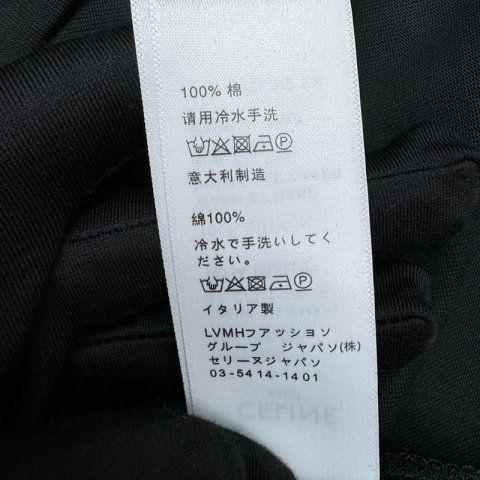 100% 棉
请用冷水手洗
意大利制造
綿100%
冷水で手洗いしてく
ださい。
イタリア製
LVMHファッション
グループ ジャパン(株)
セリーヌジャパン
03-5414-1401
CELINE